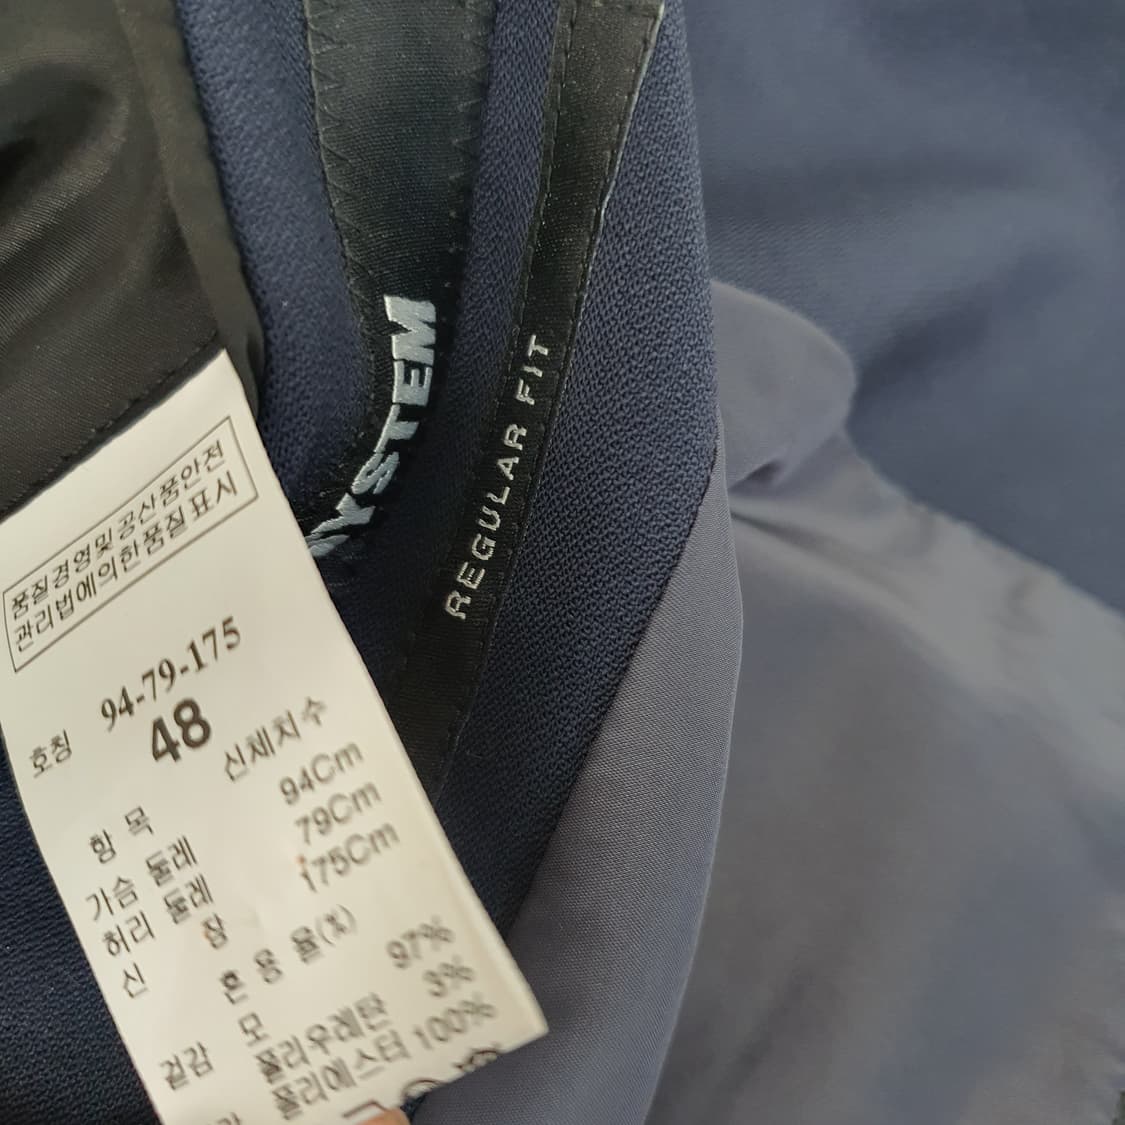 SYSTEM
REGULAR FIT
품질경영및공산품안전
관리법에의한품질표시
호칭 94-79-175
48
항 목 신체치수
가슴 둘레 94Cm
허리 둘레 79Cm
신 장 175Cm
혼 용 율(%)
겉감 모 97%
폴리우레탄 3%
폴리에스터 100%